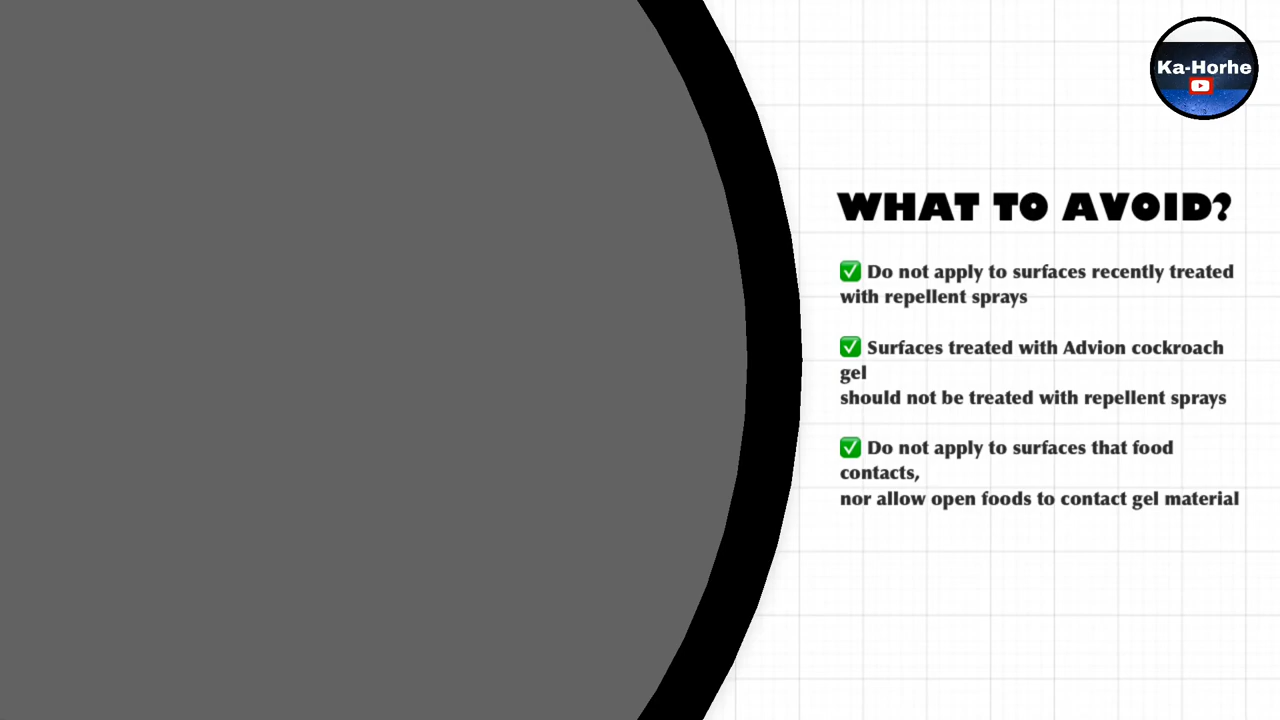 Ka-Horhe
WHAT TO AVOID?
✅ Do not apply to surfaces recently treated
with repellent sprays
✅ Surfaces treated with Advion cockroach
gel
should not be treated with repellent sprays
✅ Do not apply to surfaces that food
contacts,
nor allow open foods to contact gel material